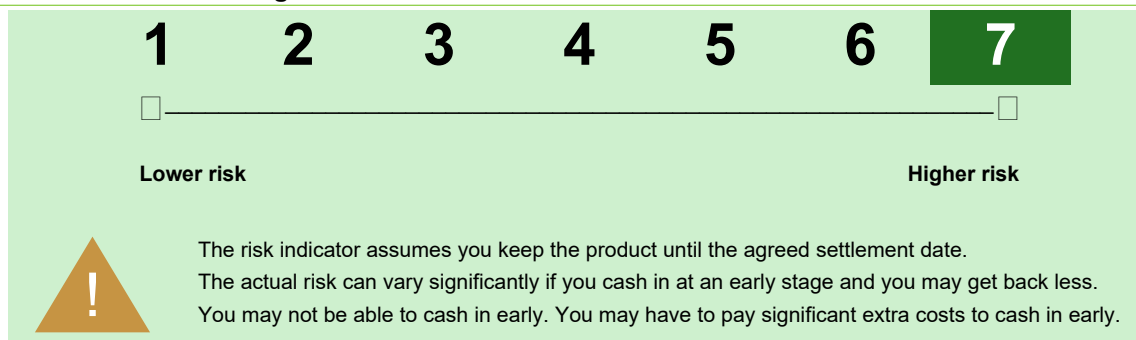 1 2 3 4 5 6 7
Lower risk Higher risk
!
The risk indicator assumes you keep the product until the agreed settlement date.
The actual risk can vary significantly if you cash in at an early stage and you may get back less.
You may not be able to cash in early. You may have to pay significant extra costs to cash in early.